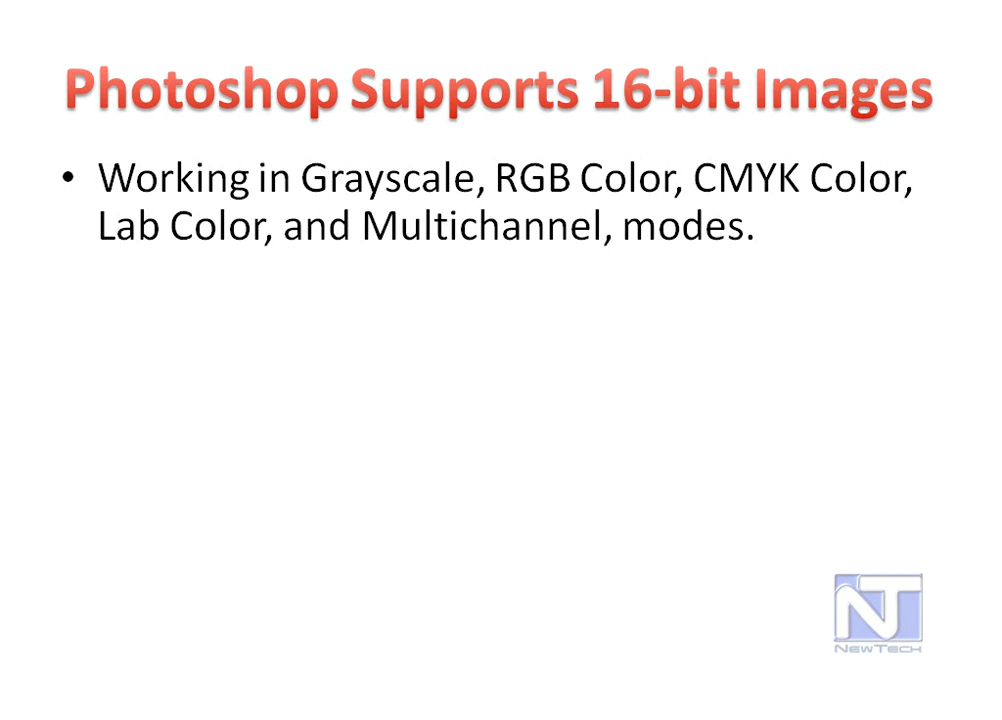 Photoshop Supports 16-bit Images
• Working in Grayscale, RGB Color, CMYK Color,
Lab Color, and Multichannel, modes.
NT
NewTech